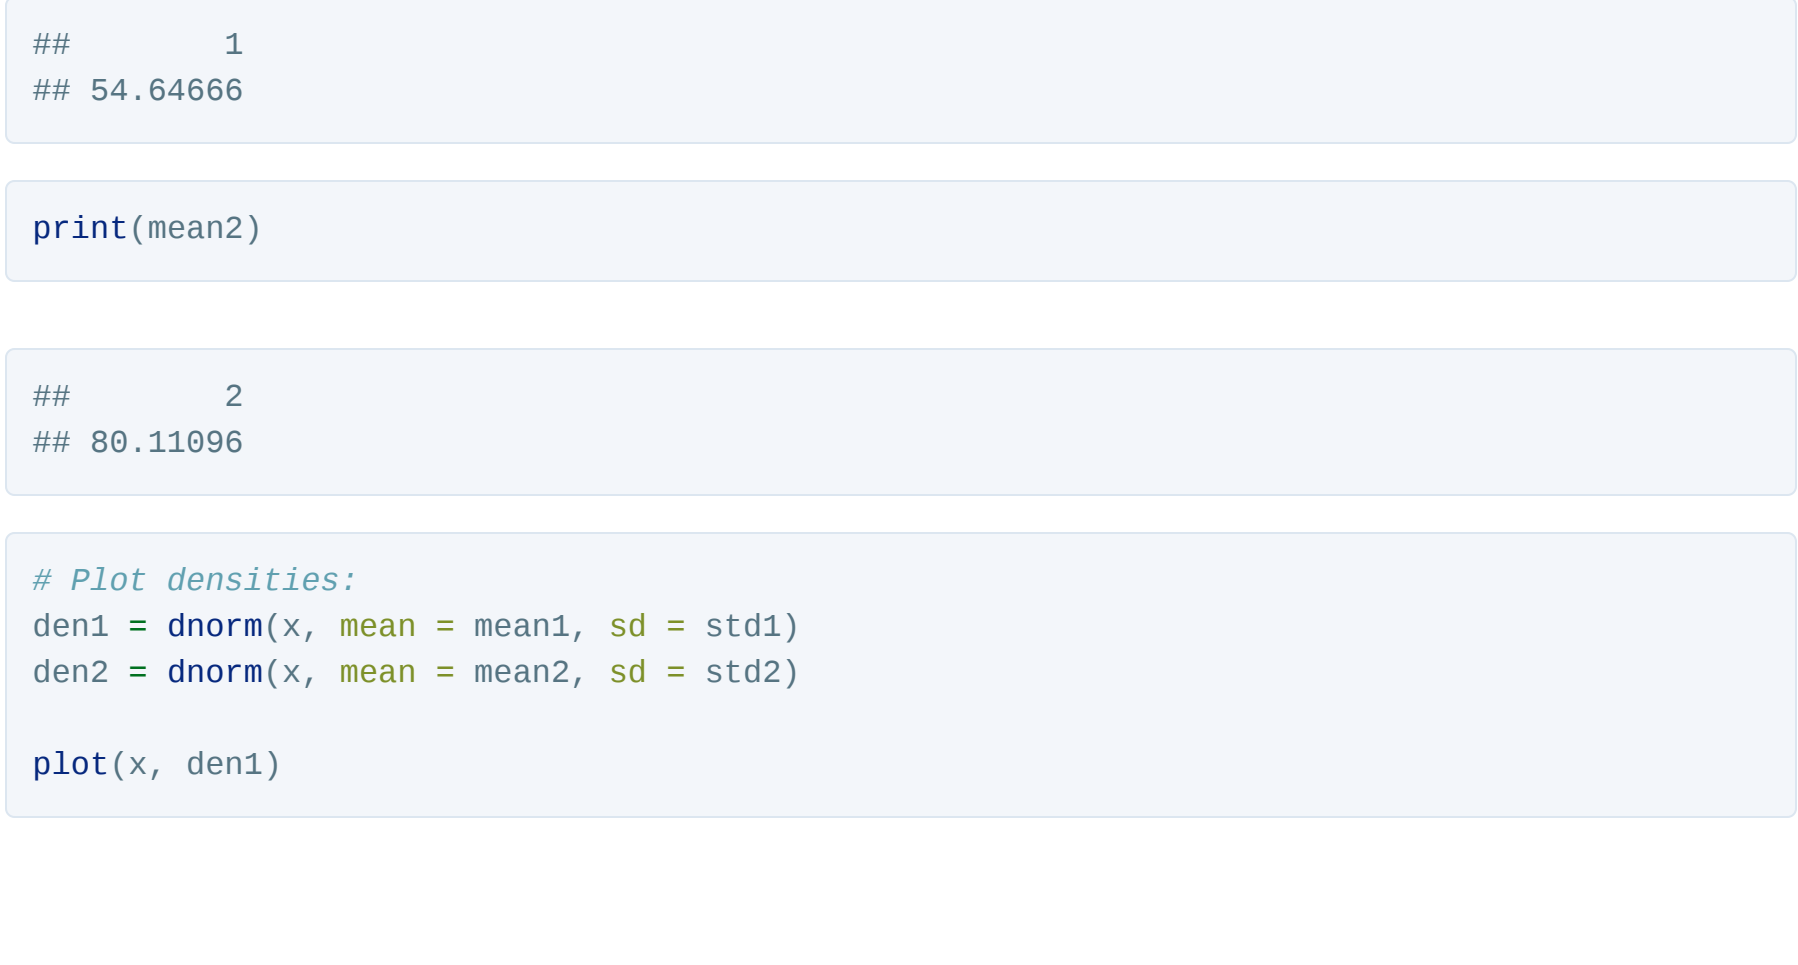 ##        1
## 54.64666
print(mean2)
##        2
## 80.11096
# Plot densities:
den1 = dnorm(x, mean = mean1, sd = std1)
den2 = dnorm(x, mean = mean2, sd = std2)
plot(x, den1)